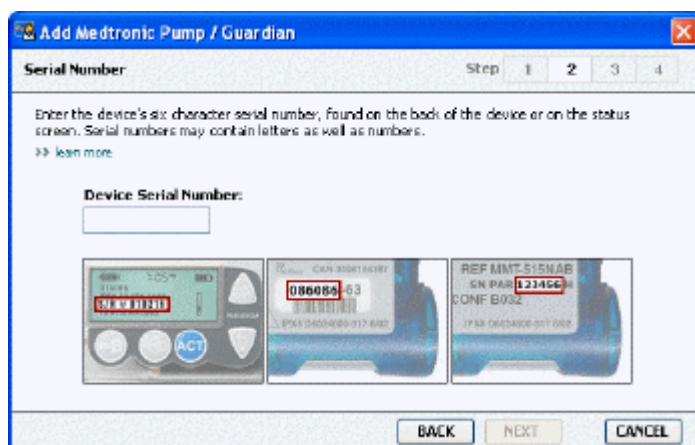 Add Medtronic Pump / Guardian
Serial Number
Step 1 2 3 4
Enter the device's six character serial number, found on the back of the device or on the status
screen. Serial numbers may contain letters as well as numbers.
>> learn more
Device Serial Number:
ACT
086086-63
REF MMT-515NAB
SN PAR 123456
CONF B032
BACK
NEXT
CANCEL